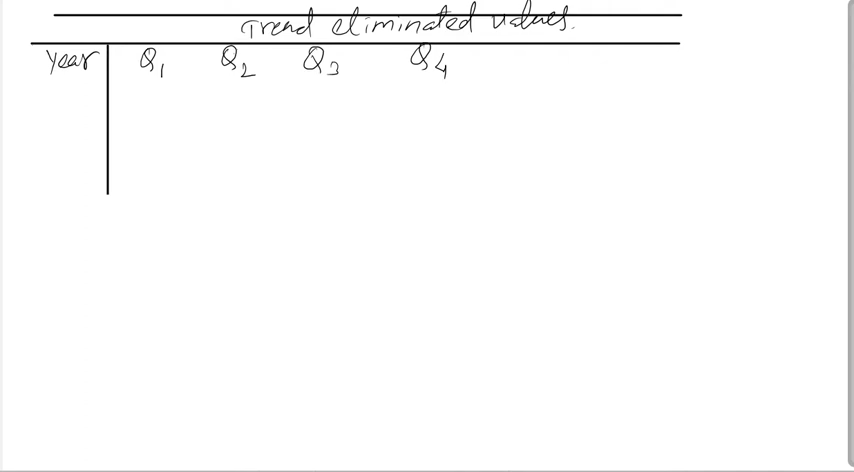 Trend eliminated values.
Year Q1 Q2 Q3 Q4